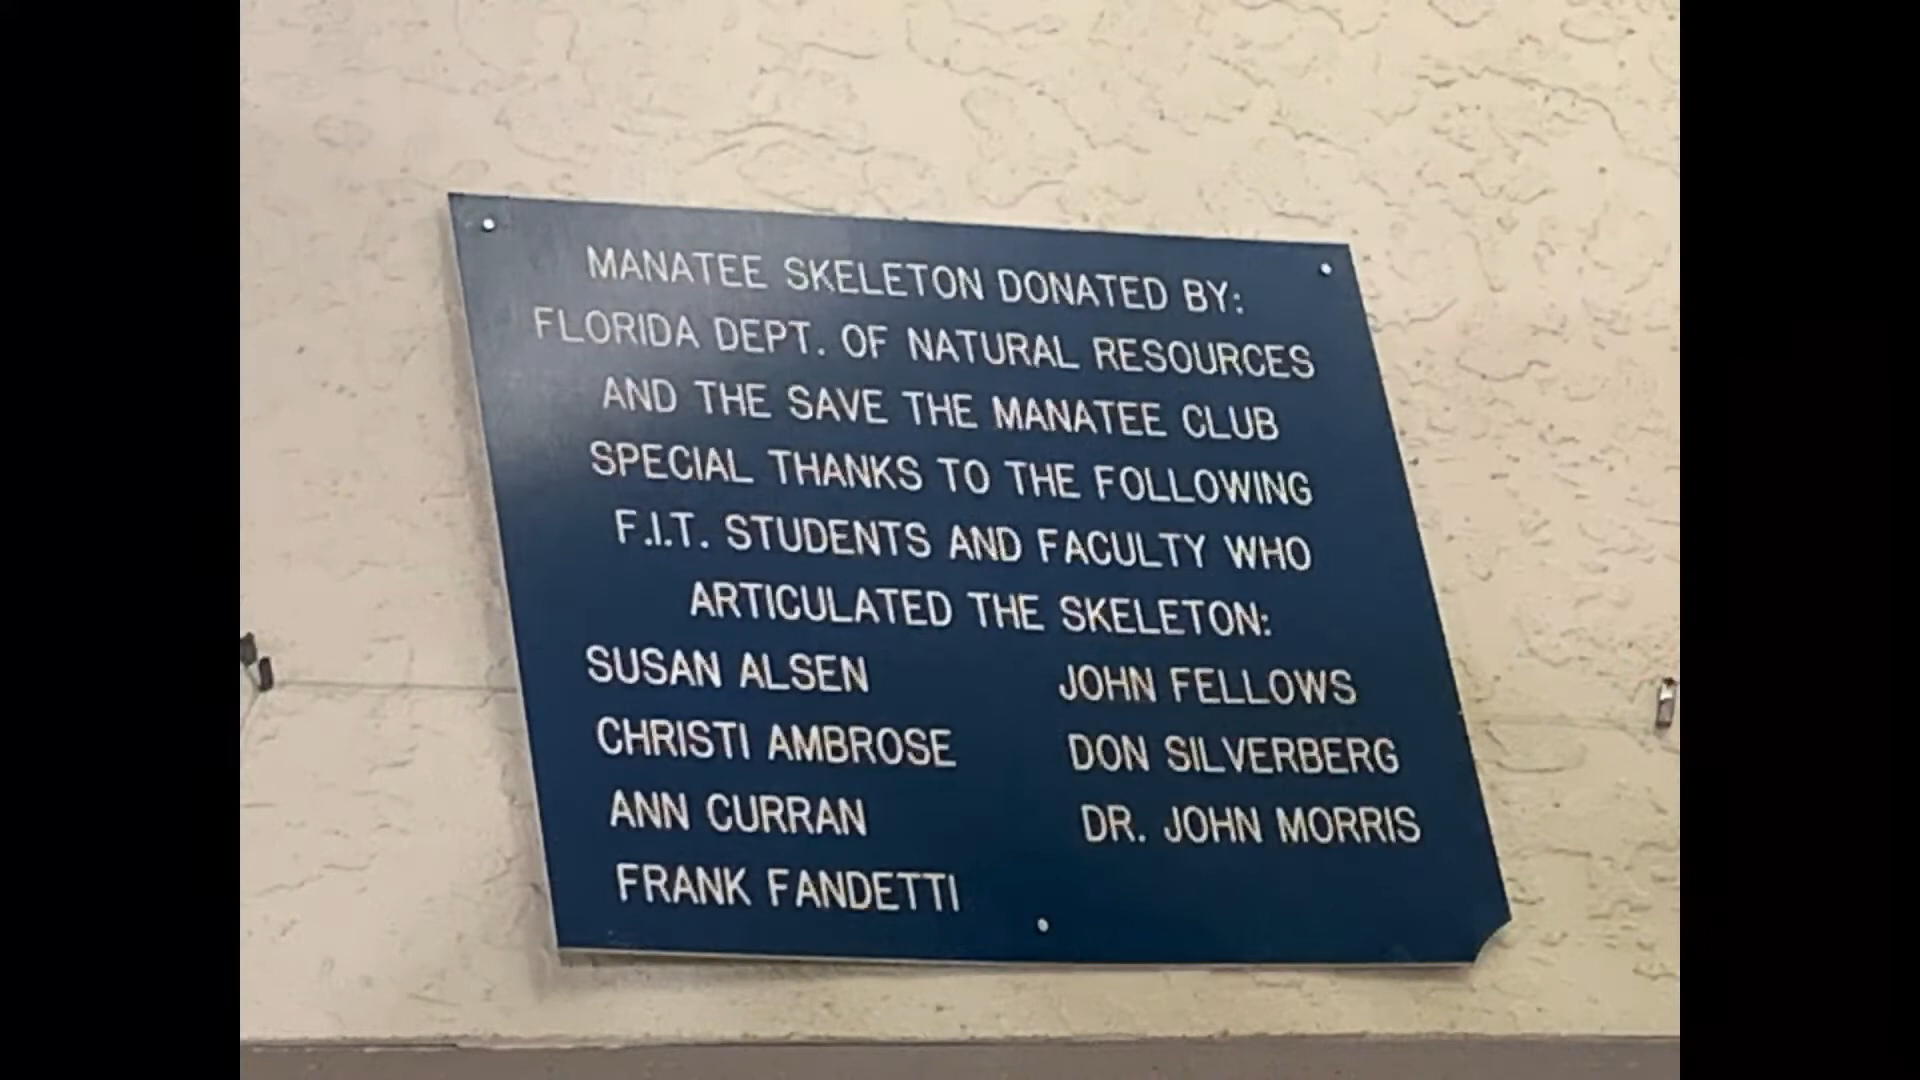 MANATEE SKELETON DONATED BY:
FLORIDA DEPT. OF NATURAL RESOURCES
AND THE SAVE THE MANATEE CLUB
SPECIAL THANKS TO THE FOLLOWING
F.I.T. STUDENTS AND FACULTY WHO
ARTICULATED THE SKELETON:
SUSAN ALSEN JOHN FELLOWS
CHRISTI AMBROSE DON SILVERBERG
ANN CURRAN DR. JOHN MORRIS
FRANK FANDETTI